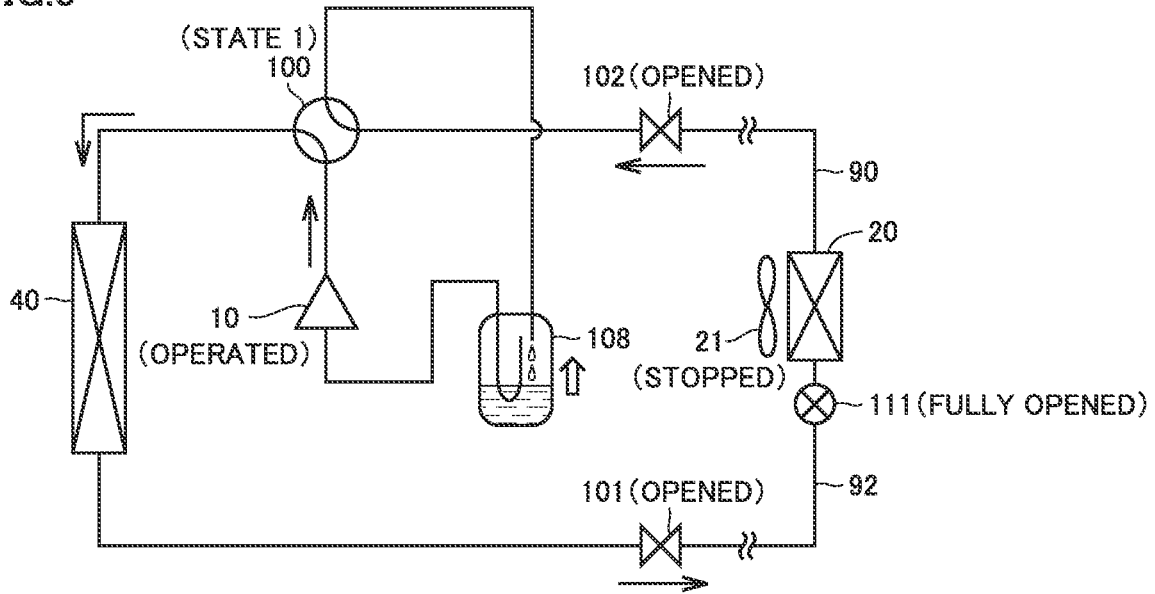 (STATE 1)
100
102(OPENED)
90
20
40
10
(OPERATED)
108
21
(STOPPED)
111(FULLY OPENED)
92
101(OPENED)